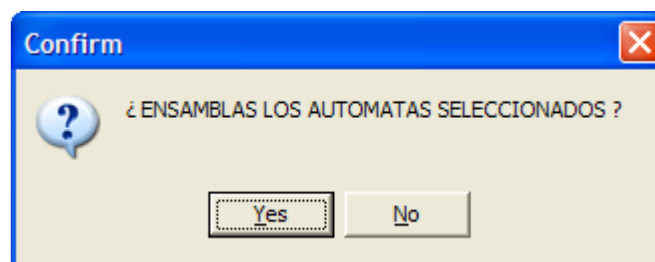 Confirm
¿ ENSAMBLAS LOS AUTOMATAS SELECCIONADOS ?
Yes
No